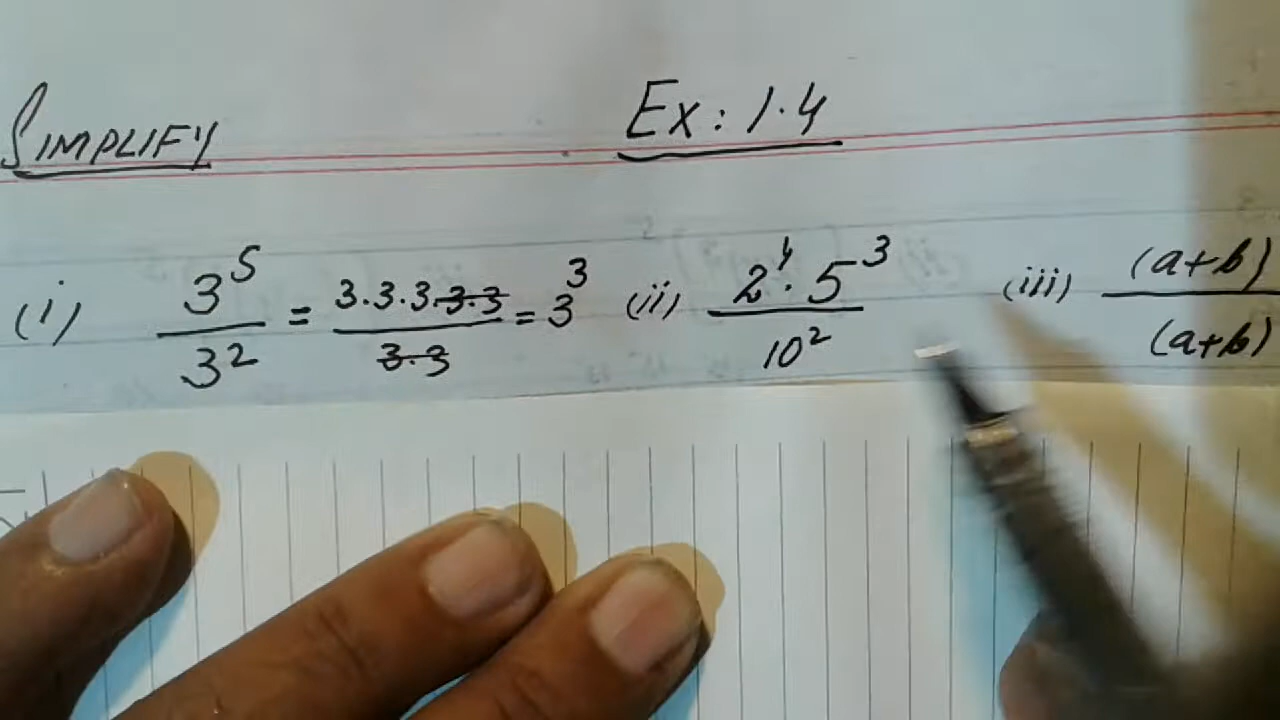 SIMPLIFY Ex: 1.4
(i) 3^5 / 3^2 = 3.3.3.3.3 / 3.3 = 3^3 (ii) 2^4 . 5^3 / 10^2 (iii) (a+b) / (a+b)